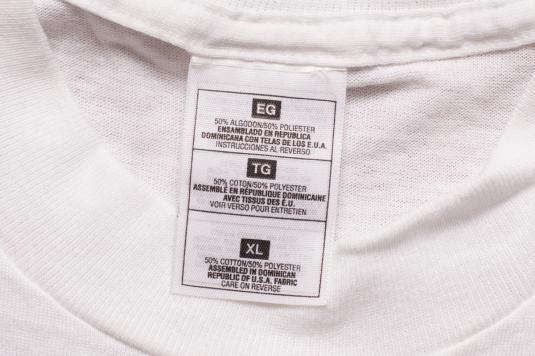 EG
50% ALGODON/50% POLIESTER
ENSAMBLADO EN REPUBLICA
DOMINICANA CON TELAS DE LOS E.U.A.
INSTRUCCIONES AL REVERSO
TG
50% COTON/50% POLYESTER
ASSEMBLÉ EN RÉPUBLIQUE DOMINICAINE
AVEC TISSUS DES É.U.
VOIR VERSO POUR ENTRETIEN
XL
50% COTTON/50% POLYESTER
ASSEMBLED IN DOMINICAN
REPUBLIC OF U.S.A. FABRIC
CARE ON REVERSE